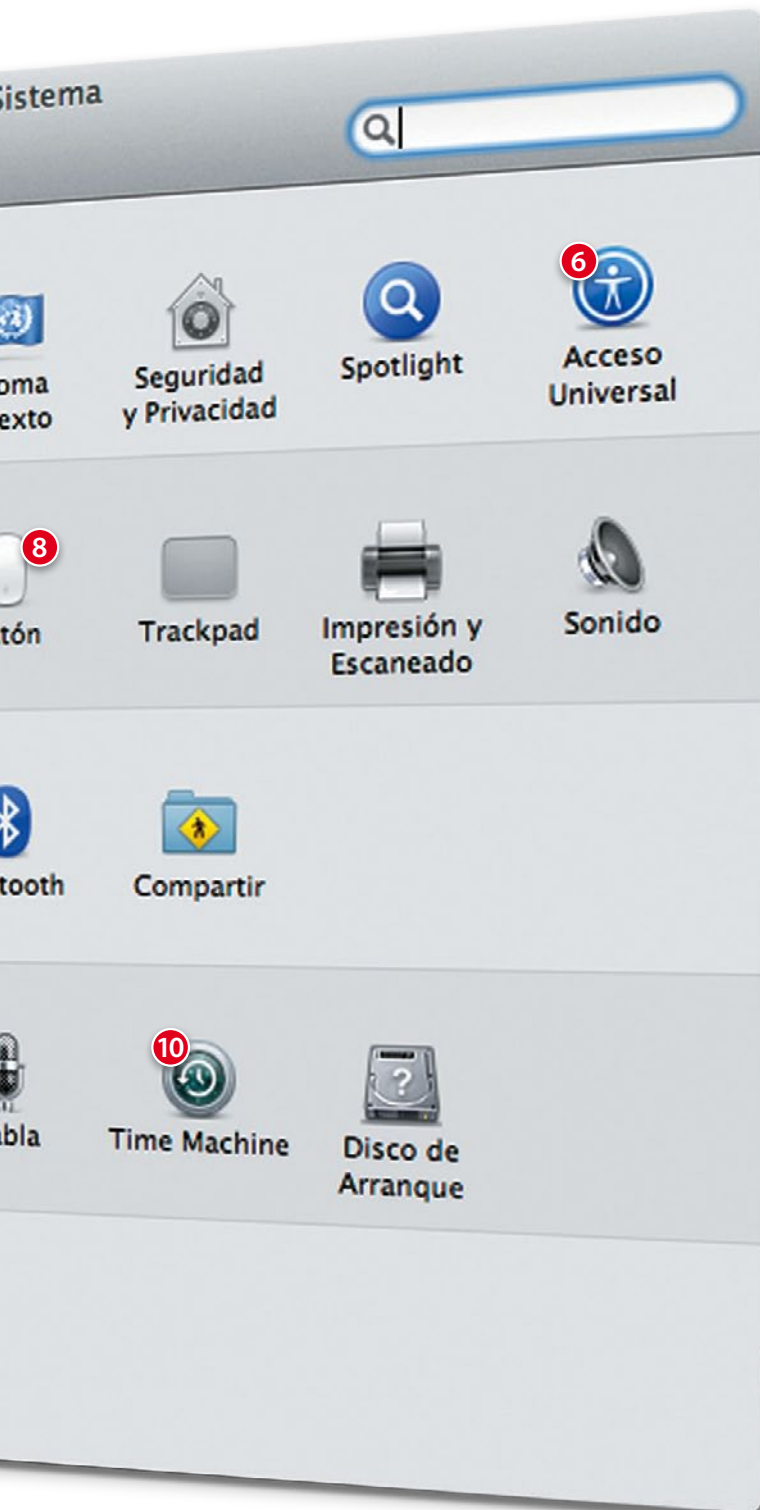 Sistema
6
oma
exto
Seguridad
y Privacidad
Spotlight
Acceso
Universal
8
tón
Trackpad
Impresión y
Escaneado
Sonido
tooth
Compartir
10
abla
Time Machine
Disco de
Arranque